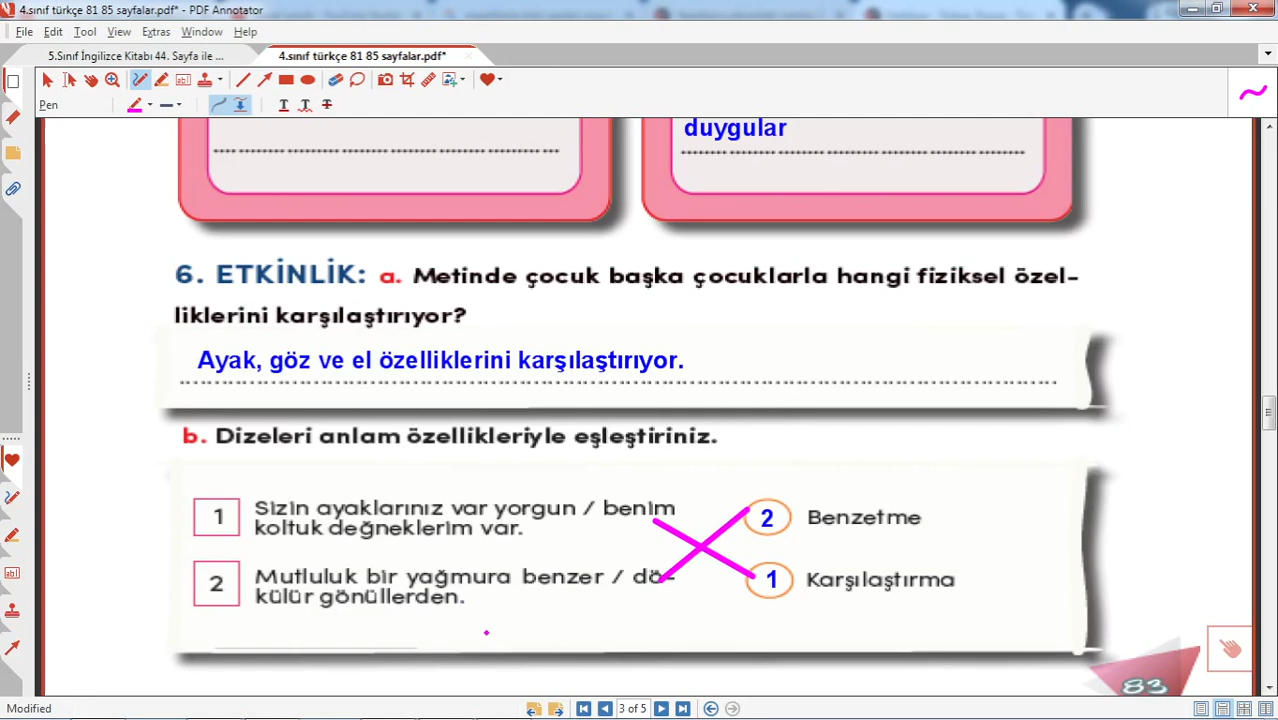 4.sınıf türkçe 81 85 sayfalar.pdf* - PDF Annotator
File Edit Tool View Extras Window Help
5.Sınıf İngilizce Kitabı 44. Sayfa ile ... 4.sınıf türkçe 81 85 sayfalar.pdf*
Pen
duygular
6. ETKİNLİK: a. Metinde çocuk başka çocuklarla hangi fiziksel özel-
liklerini karşılaştırıyor?
Ayak, göz ve el özelliklerini karşılaştırıyor.
b. Dizeleri anlam özellikleriyle eşleştiriniz.
1 Sizin ayaklarınız var yorgun / benim
koltuk değneklerim var.
2 Benzetme
2 Mutluluk bir yağmura benzer / dö-
külür gönüllerden.
1 Karşılaştırma
83
Modified 3 of 5